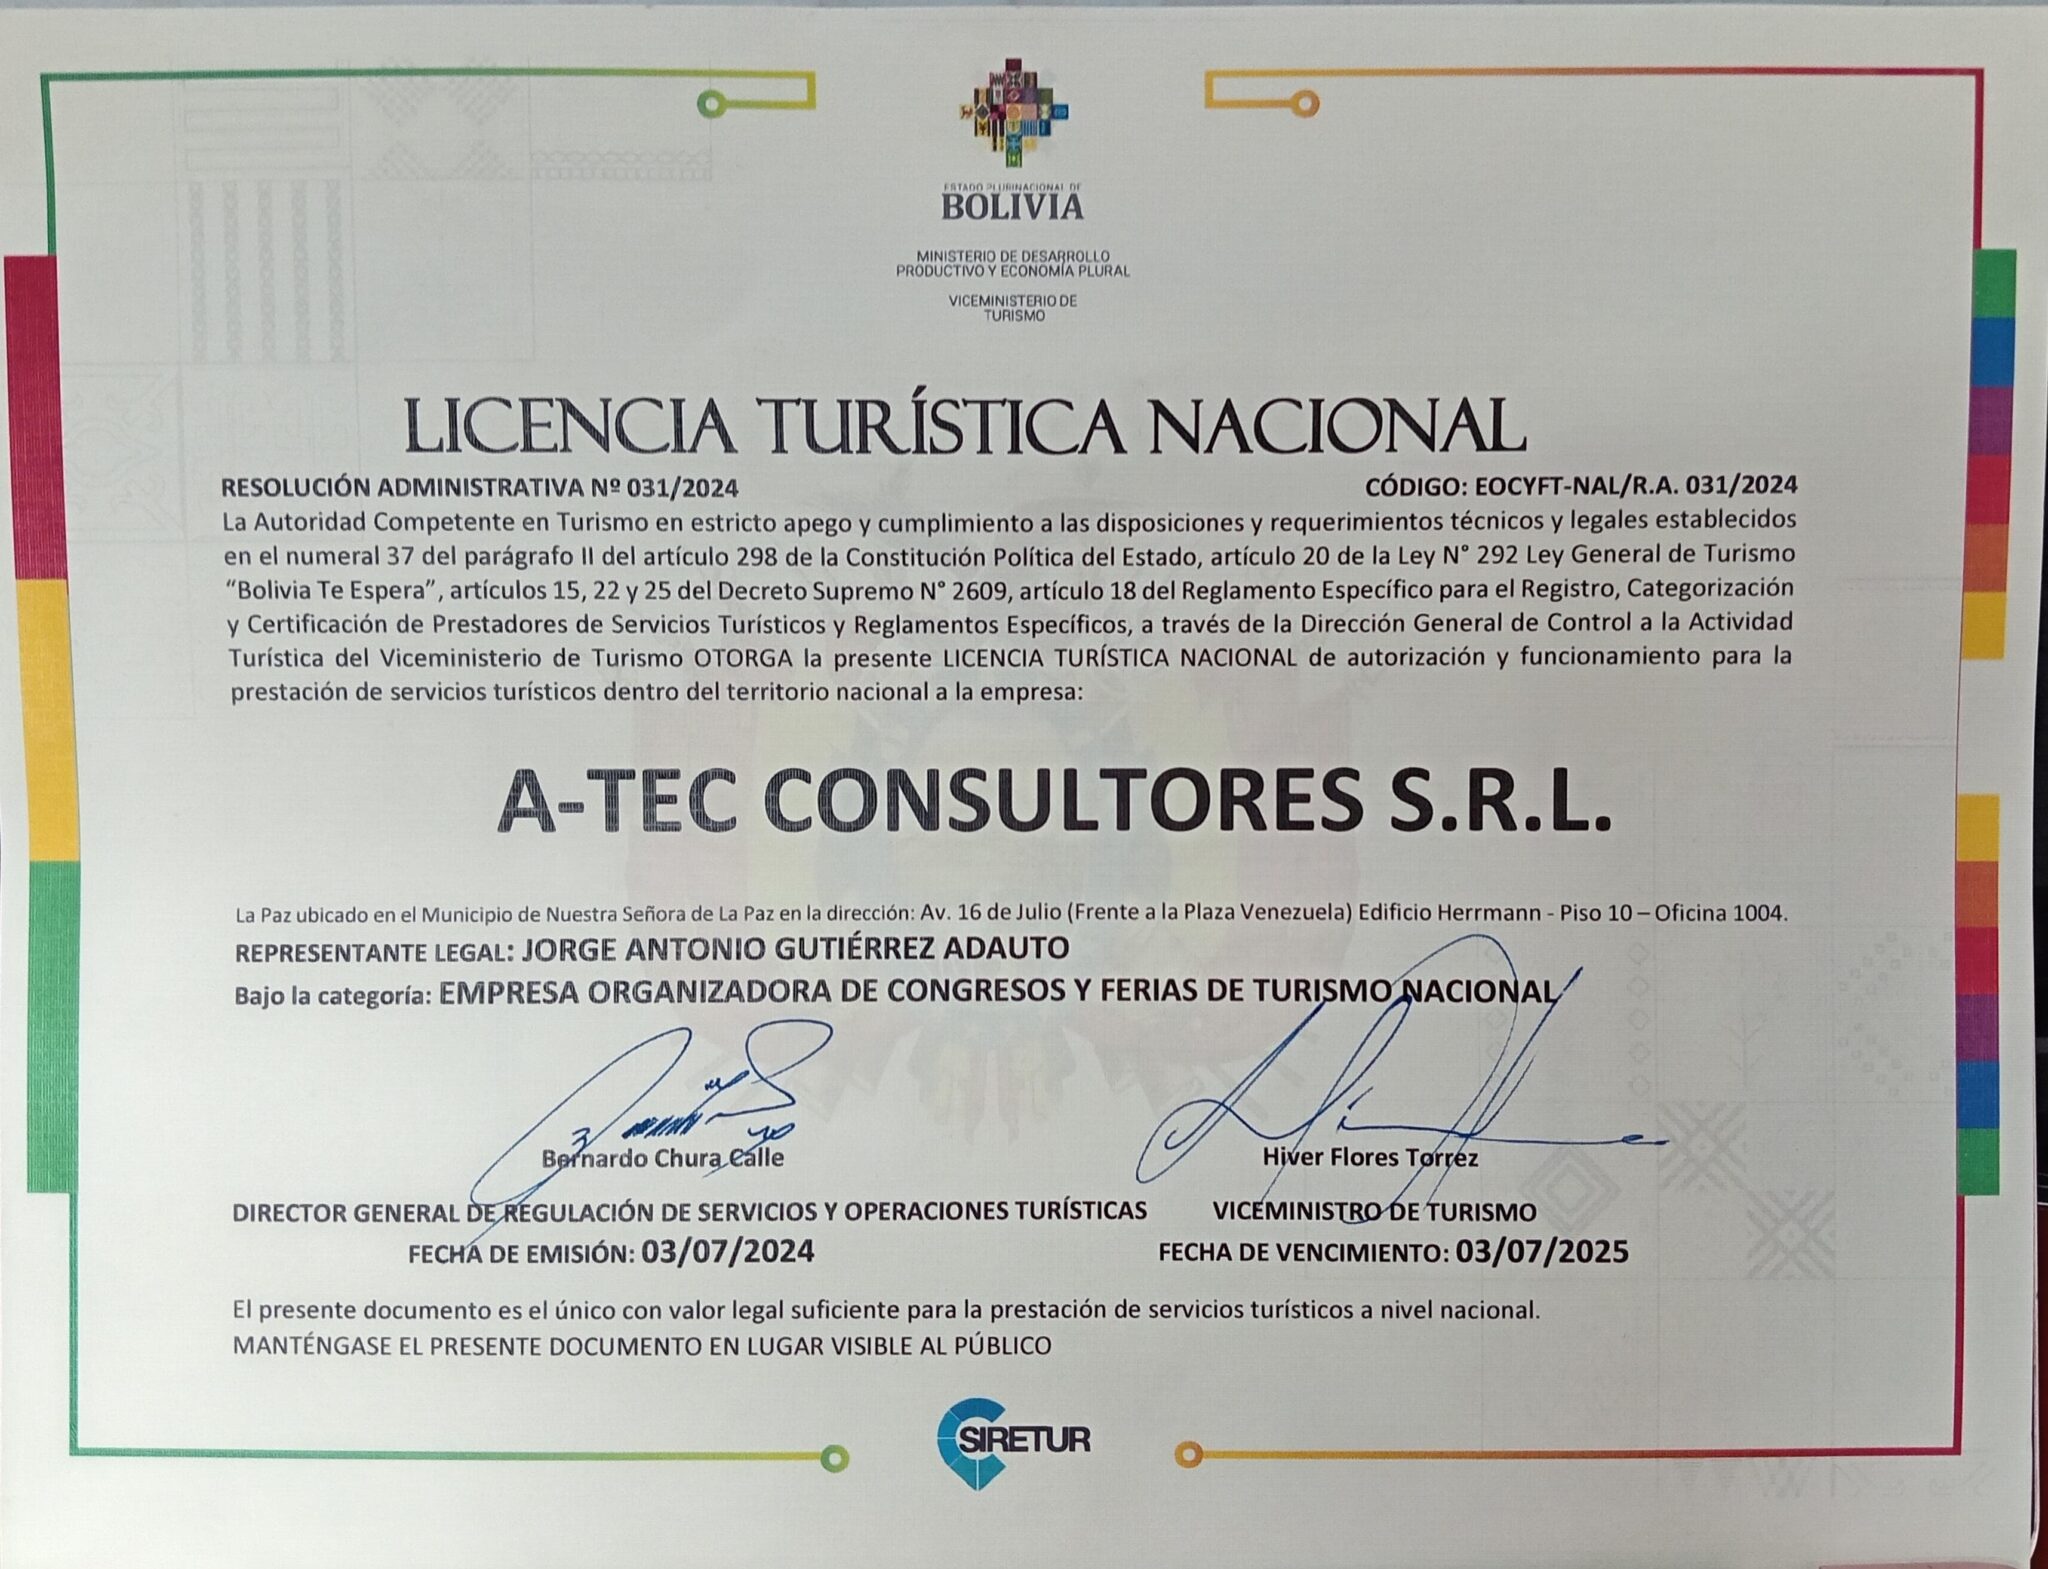 ESTADO PLURINACIONAL DE
BOLIVIA
MINISTERIO DE DESARROLLO
PRODUCTIVO Y ECONOMÍA PLURAL
VICEMINISTERIO DE
TURISMO
LICENCIA TURÍSTICA NACIONAL
RESOLUCIÓN ADMINISTRATIVA Nº 031/2024 CÓDIGO: EOCYFT-NAL/R.A. 031/2024
La Autoridad Competente en Turismo en estricto apego y cumplimiento a las disposiciones y requerimientos técnicos y legales establecidos
en el numeral 37 del parágrafo II del artículo 298 de la Constitución Política del Estado, artículo 20 de la Ley N° 292 Ley General de Turismo
“Bolivia Te Espera”, artículos 15, 22 y 25 del Decreto Supremo N° 2609, artículo 18 del Reglamento Específico para el Registro, Categorización
y Certificación de Prestadores de Servicios Turísticos y Reglamentos Específicos, a través de la Dirección General de Control a la Actividad
Turística del Viceministerio de Turismo OTORGA la presente LICENCIA TURÍSTICA NACIONAL de autorización y funcionamiento para la
prestación de servicios turísticos dentro del territorio nacional a la empresa:
A-TEC CONSULTORES S.R.L.
La Paz ubicado en el Municipio de Nuestra Señora de La Paz en la dirección: Av. 16 de Julio (Frente a la Plaza Venezuela) Edificio Herrmann - Piso 10 – Oficina 1004.
REPRESENTANTE LEGAL: JORGE ANTONIO GUTIÉRREZ ADAUTO
Bajo la categoría: EMPRESA ORGANIZADORA DE CONGRESOS Y FERIAS DE TURISMO NACIONAL
Bernardo Chura Calle Hiver Flores Torrez
DIRECTOR GENERAL DE REGULACIÓN DE SERVICIOS Y OPERACIONES TURÍSTICAS VICEMINISTRO DE TURISMO
FECHA DE EMISIÓN: 03/07/2024 FECHA DE VENCIMIENTO: 03/07/2025
El presente documento es el único con valor legal suficiente para la prestación de servicios turísticos a nivel nacional.
MANTÉNGASE EL PRESENTE DOCUMENTO EN LUGAR VISIBLE AL PÚBLICO
SIRETUR